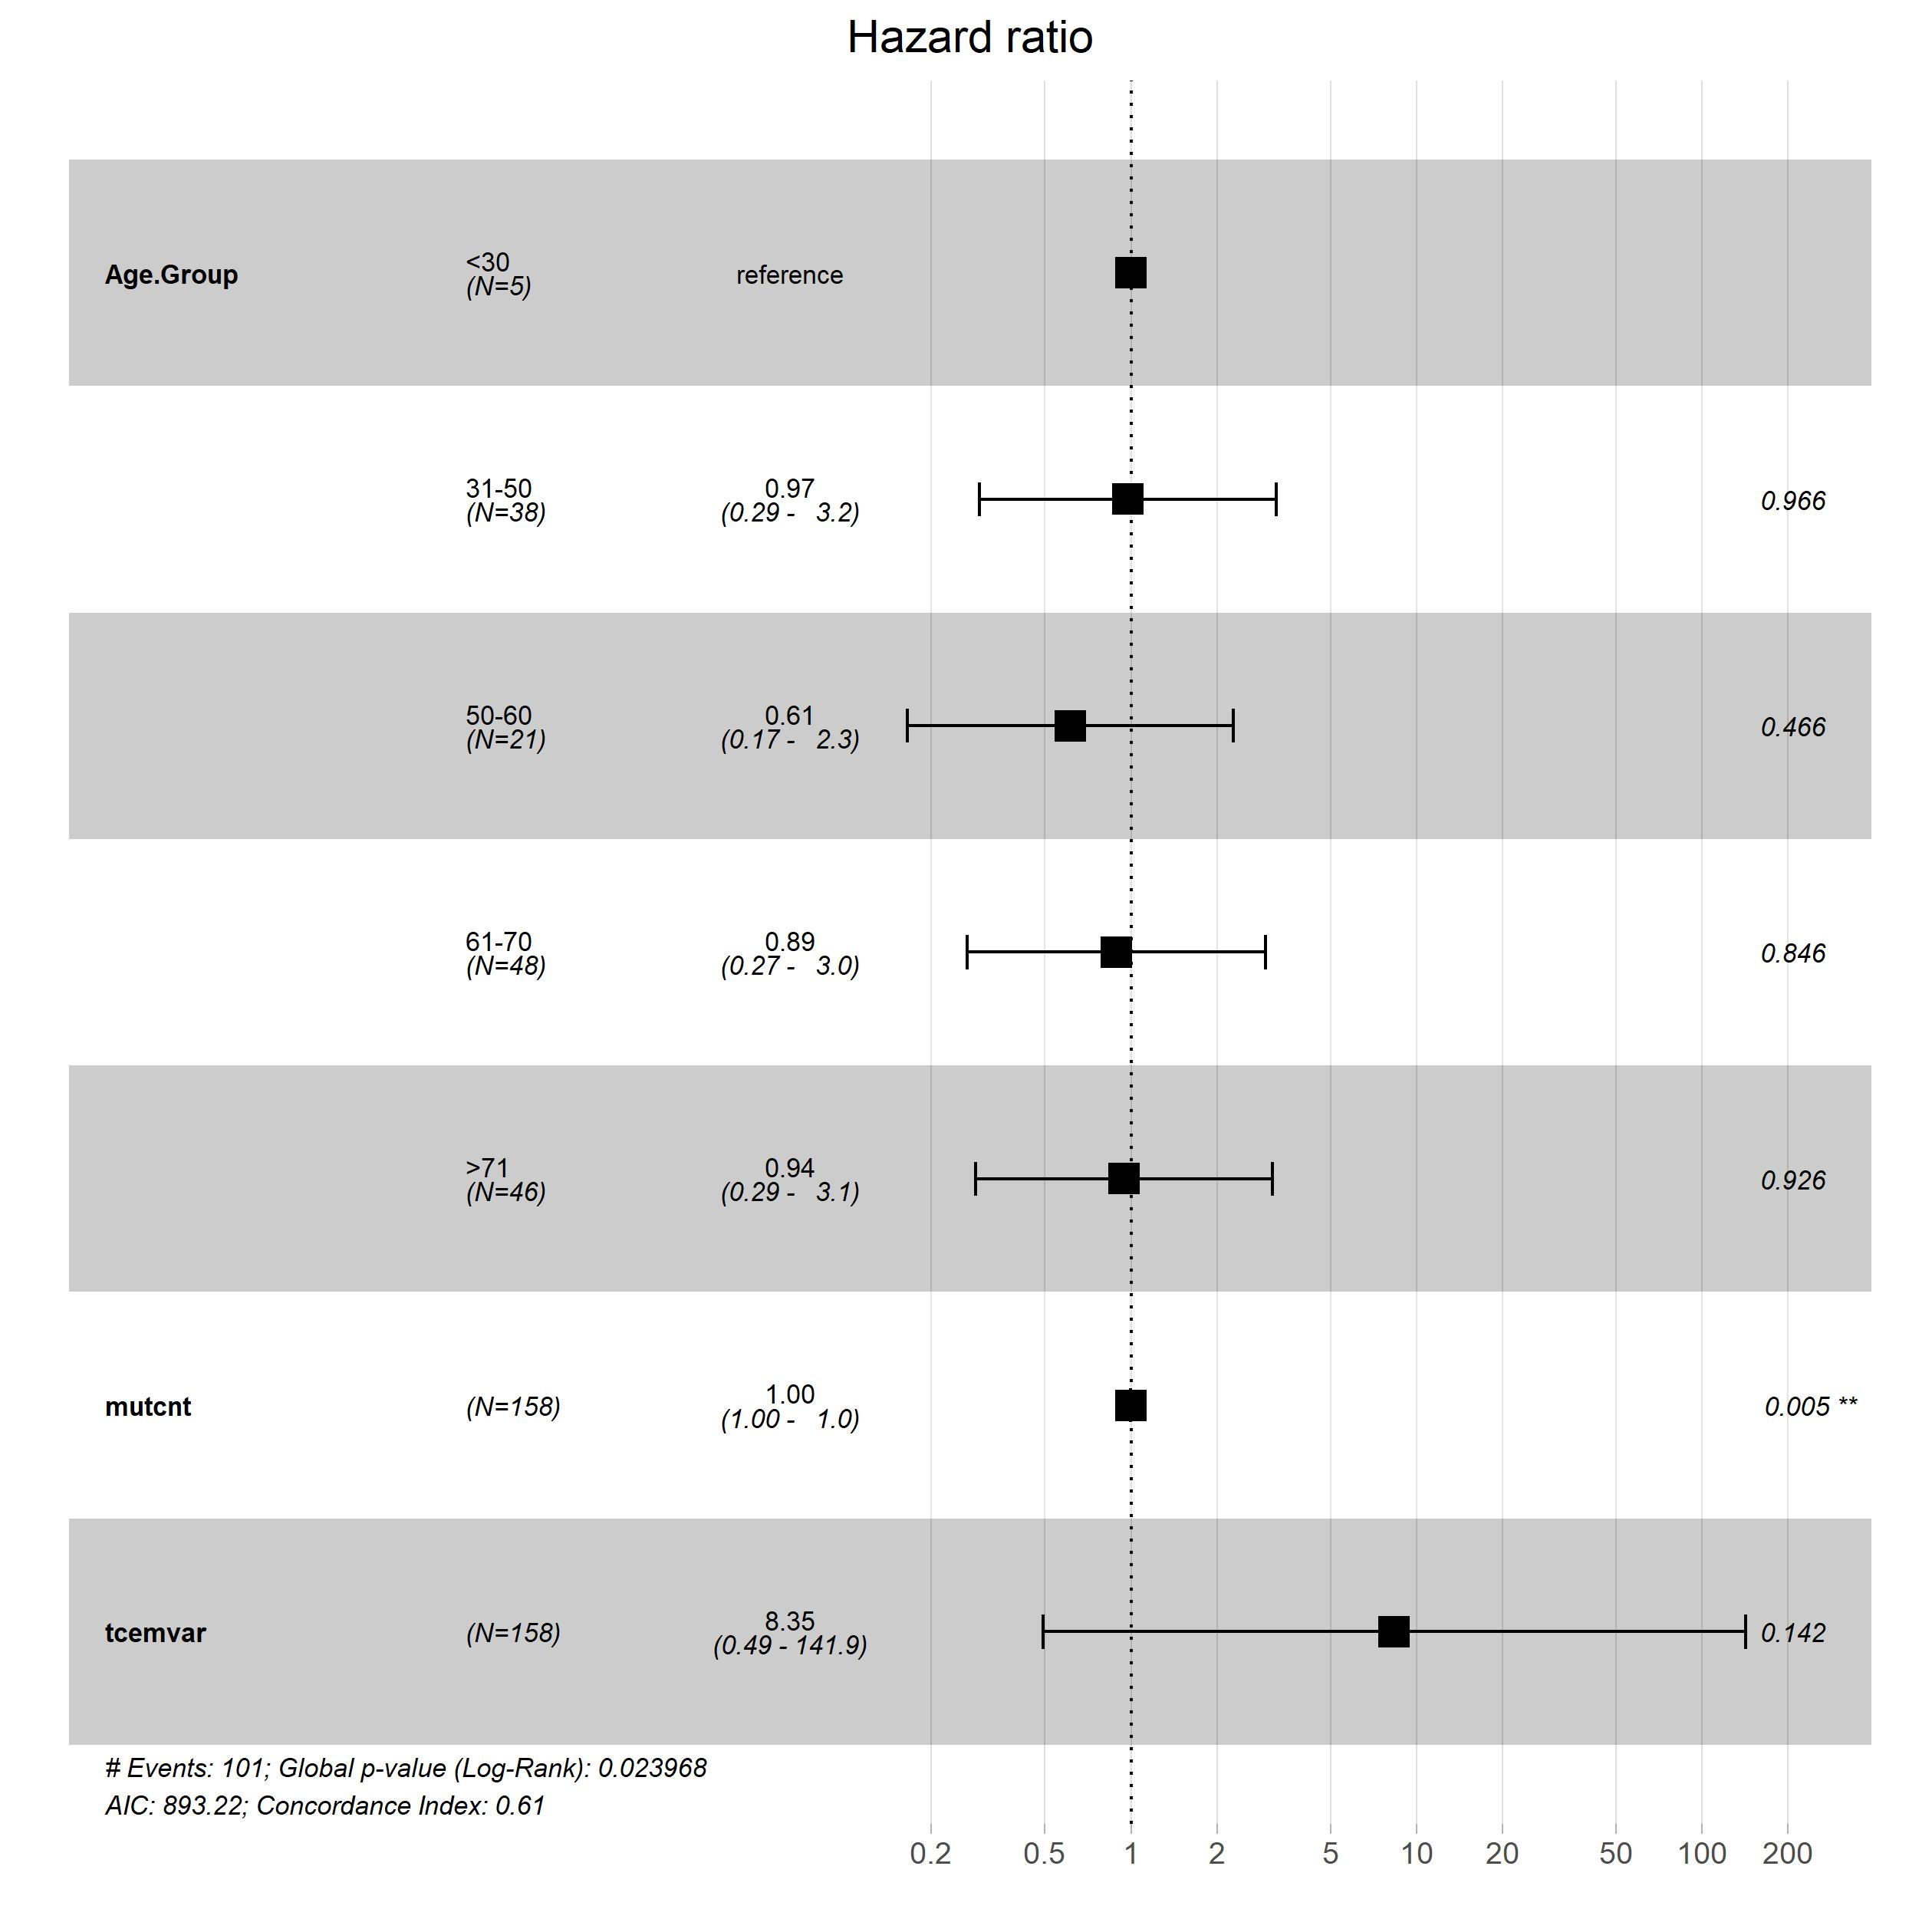 Hazard ratio
Age.Group
<30
(N=5)
reference
31-50
(N=38)
0.97
(0.29 - 3.2)
0.966
50-60
(N=21)
0.61
(0.17 - 2.3)
0.466
61-70
(N=48)
0.89
(0.27 - 3.0)
0.846
>71
(N=46)
0.94
(0.29 - 3.1)
0.926
mutcnt
(N=158)
1.00
(1.00 - 1.0)
0.005 **
tcemvar
(N=158)
8.35
(0.49 - 141.9)
0.142
# Events: 101; Global p-value (Log-Rank): 0.023968
AIC: 893.22; Concordance Index: 0.61
0.2 0.5 1 2 5 10 20 50 100 200